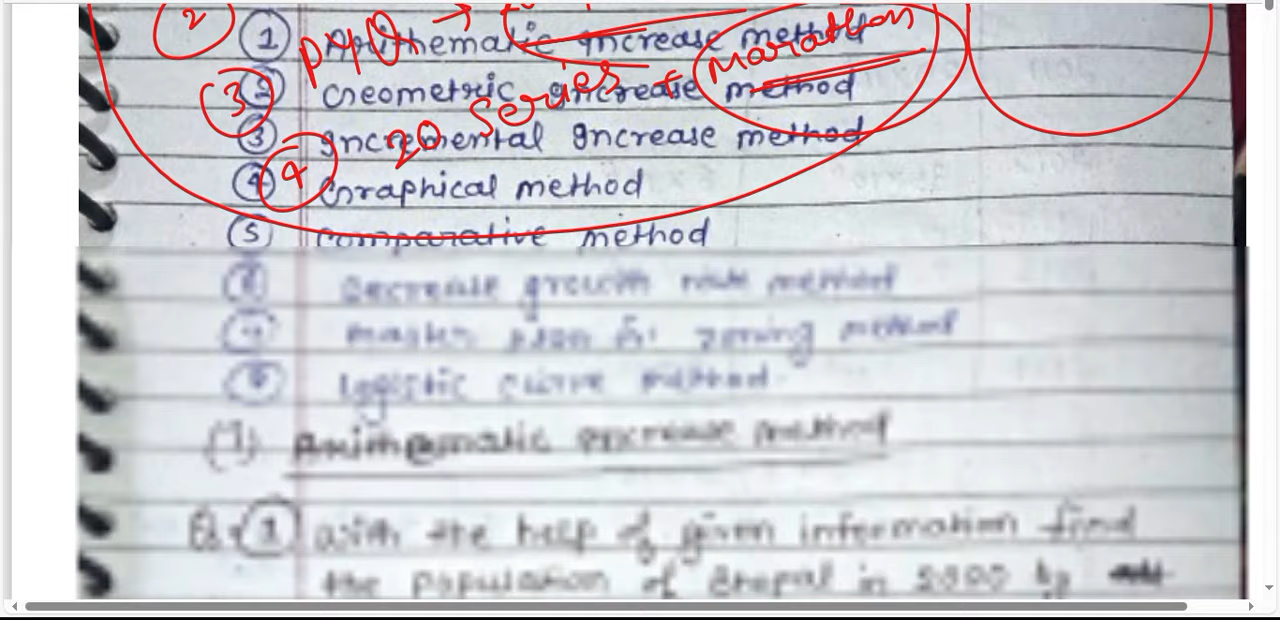 2 ① Arithematic increase method
PYQ →
③ ② Geometric increase method
20 series + Marathon
③ incremental increase method
④ 4 Graphical method
⑤ comparative method
⑥ Decrease growth rate method
⑦ master plan or zoning method
⑧ logistic curve method
(1) Arithematic increase method
Q.① with the help of given information find
the population of Bhopal in 2000 by